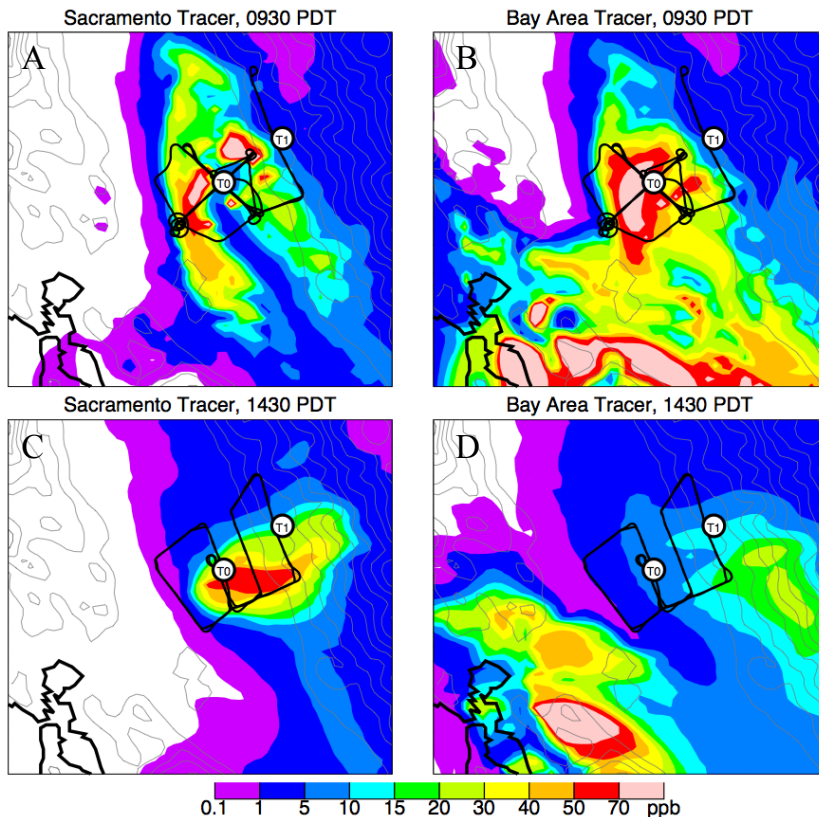 Sacramento Tracer, 0930 PDT
Bay Area Tracer, 0930 PDT
A
T1
T0
B
T1
T0
Sacramento Tracer, 1430 PDT
Bay Area Tracer, 1430 PDT
C
T1
T0
D
T1
T0
0.1 1 5 10 15 20 30 40 50 70 ppb